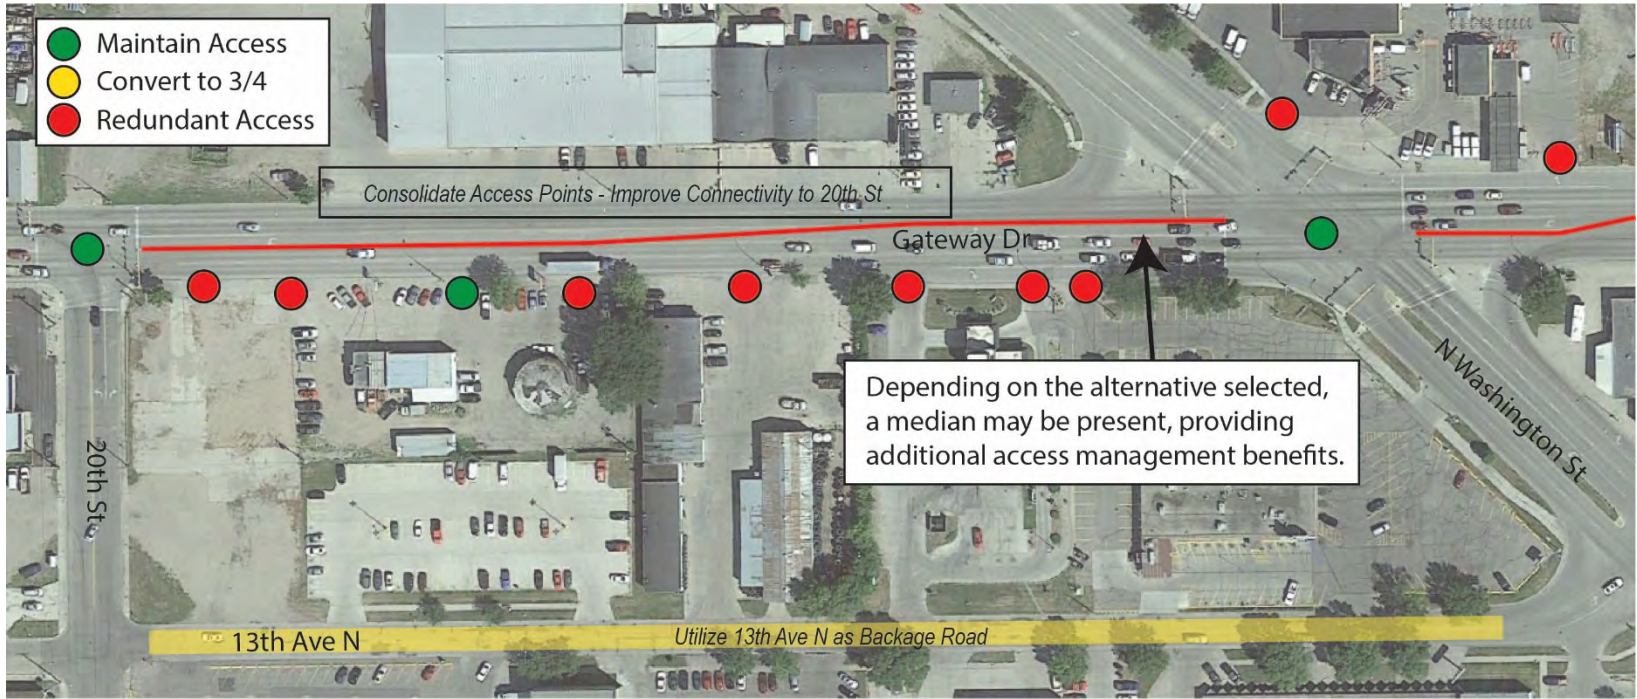 Maintain Access
Convert to 3/4
Redundant Access
Consolidate Access Points - Improve Connectivity to 20th St
Gateway Dr
Depending on the alternative selected,
a median may be present, providing
additional access management benefits.
N Washington St
20th St
13th Ave N
Utilize 13th Ave N as Backage Road